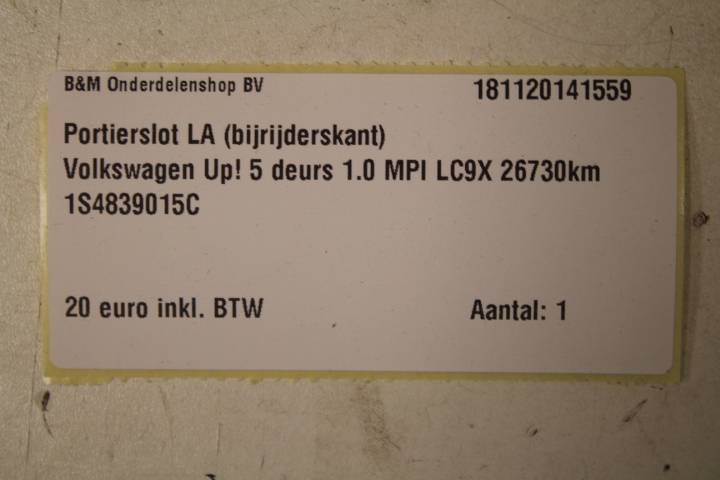 B&M Onderdelenshop BV 181120141559
Portierslot LA (bijrijderskant)
Volkswagen Up! 5 deurs 1.0 MPI LC9X 26730km
1S4839015C
20 euro inkl. BTW Aantal: 1